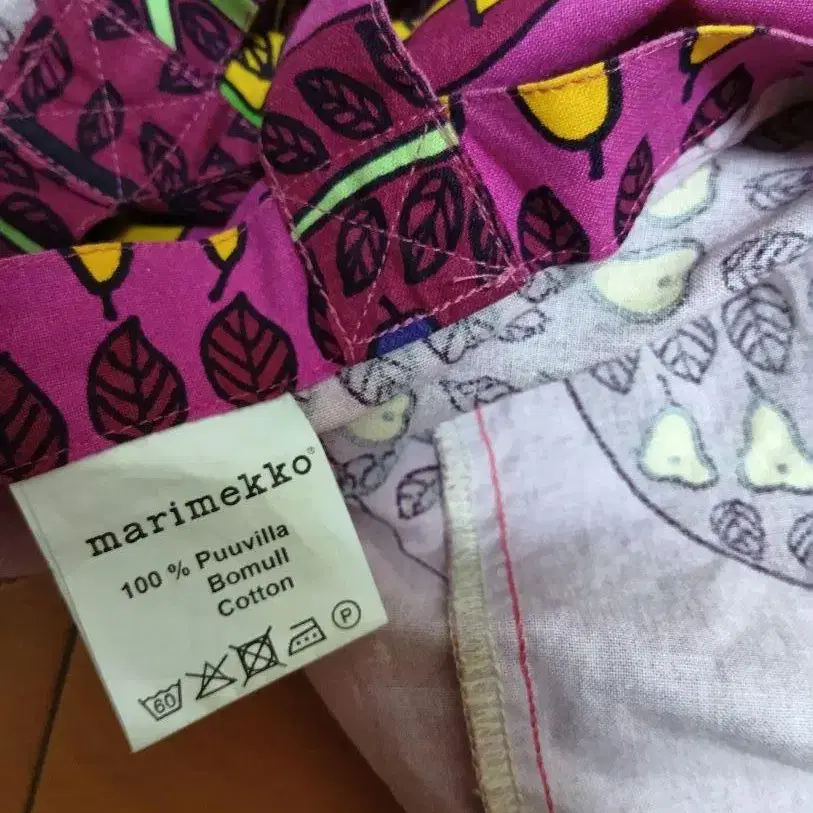 marimekko®
100 % Puuvilla
Bomull
Cotton
60 P